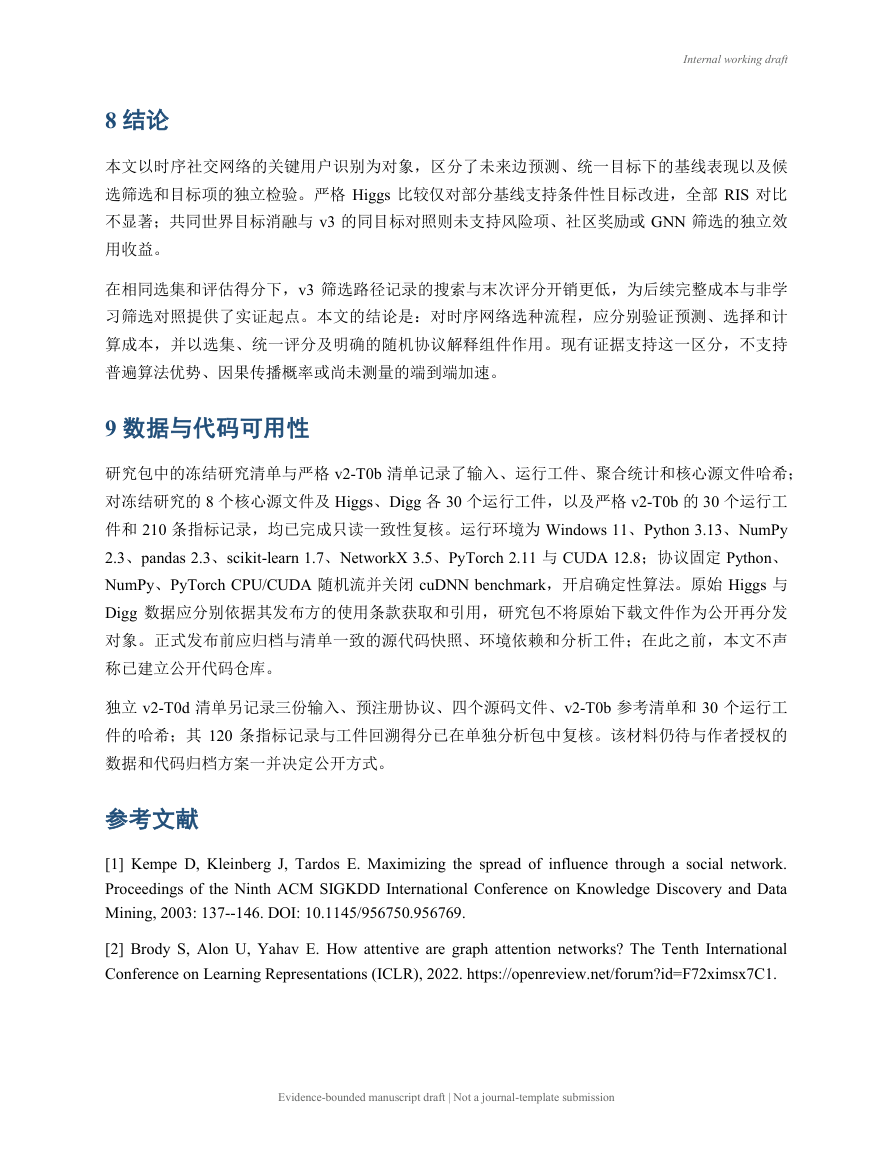 Internal working draft
8 结论
本文以时序社交网络的关键用户识别为对象，区分了未来边预测、统一目标下的基线表现以及候
选筛选和目标项的独立检验。严格 Higgs 比较仅对部分基线支持条件性目标改进，全部 RIS 对比
不显著；共同世界目标消融与 v3 的同目标对照则未支持风险项、社区奖励或 GNN 筛选的独立效
用收益。
在相同选集和评估得分下，v3 筛选路径记录的搜索与末次评分开销更低，为后续完整成本与非学
习筛选对照提供了实证起点。本文的结论是：对时序网络选种流程，应分别验证预测、选择和计
算成本，并以选集、统一评分及明确的随机协议解释组件作用。现有证据支持这一区分，不支持
普遍算法优势、因果传播概率或尚未测量的端到端加速。
9 数据与代码可用性
研究包中的冻结研究清单与严格 v2-T0b 清单记录了输入、运行工件、聚合统计和核心源文件哈希；
对冻结研究的 8 个核心源文件及 Higgs、Digg 各 30 个运行工件，以及严格 v2-T0b 的 30 个运行工
件和 210 条指标记录，均已完成只读一致性复核。运行环境为 Windows 11、Python 3.13、NumPy
2.3、pandas 2.3、scikit-learn 1.7、NetworkX 3.5、PyTorch 2.11 与 CUDA 12.8；协议固定 Python、
NumPy、PyTorch CPU/CUDA 随机流并关闭 cuDNN benchmark，开启确定性算法。原始 Higgs 与
Digg 数据应分别依据其发布方的使用条款获取和引用，研究包不将原始下载文件作为公开再分发
对象。正式发布前应归档与清单一致的源代码快照、环境依赖和分析工件；在此之前，本文不声
称已建立公开代码仓库。
独立 v2-T0d 清单另记录三份输入、预注册协议、四个源码文件、v2-T0b 参考清单和 30 个运行工
件的哈希；其 120 条指标记录与工件回溯得分已在单独分析包中复核。该材料仍待与作者授权的
数据和代码归档方案一并决定公开方式。
参考文献
[1] Kempe D, Kleinberg J, Tardos E. Maximizing the spread of influence through a social network.
Proceedings of the Ninth ACM SIGKDD International Conference on Knowledge Discovery and Data
Mining, 2003: 137--146. DOI: 10.1145/956750.956769.
[2] Brody S, Alon U, Yahav E. How attentive are graph attention networks? The Tenth International
Conference on Learning Representations (ICLR), 2022. https://openreview.net/forum?id=F72ximsx7C1.
Evidence-bounded manuscript draft | Not a journal-template submission